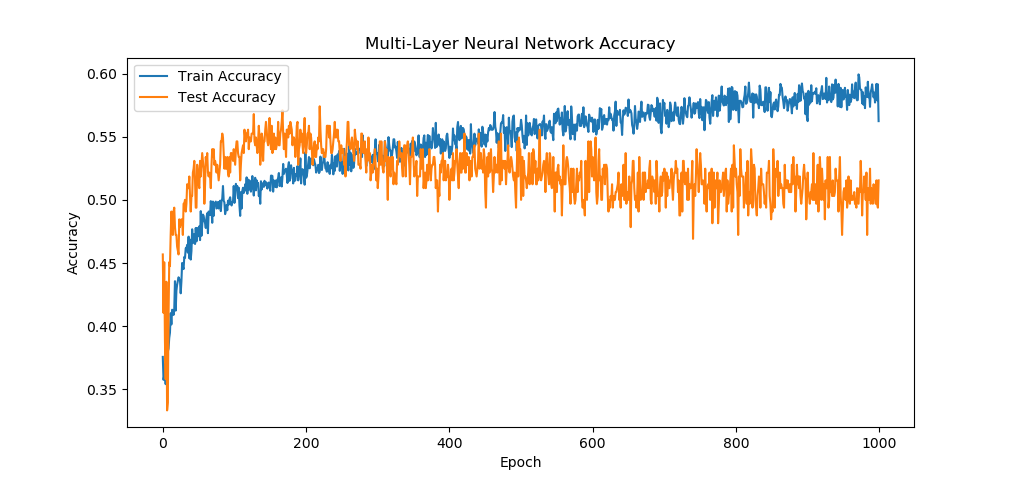 Multi-Layer Neural Network Accuracy
Train Accuracy
Test Accuracy
0.60
0.55
0.50
0.45
0.40
0.35
Accuracy
0 200 400 600 800 1000
Epoch